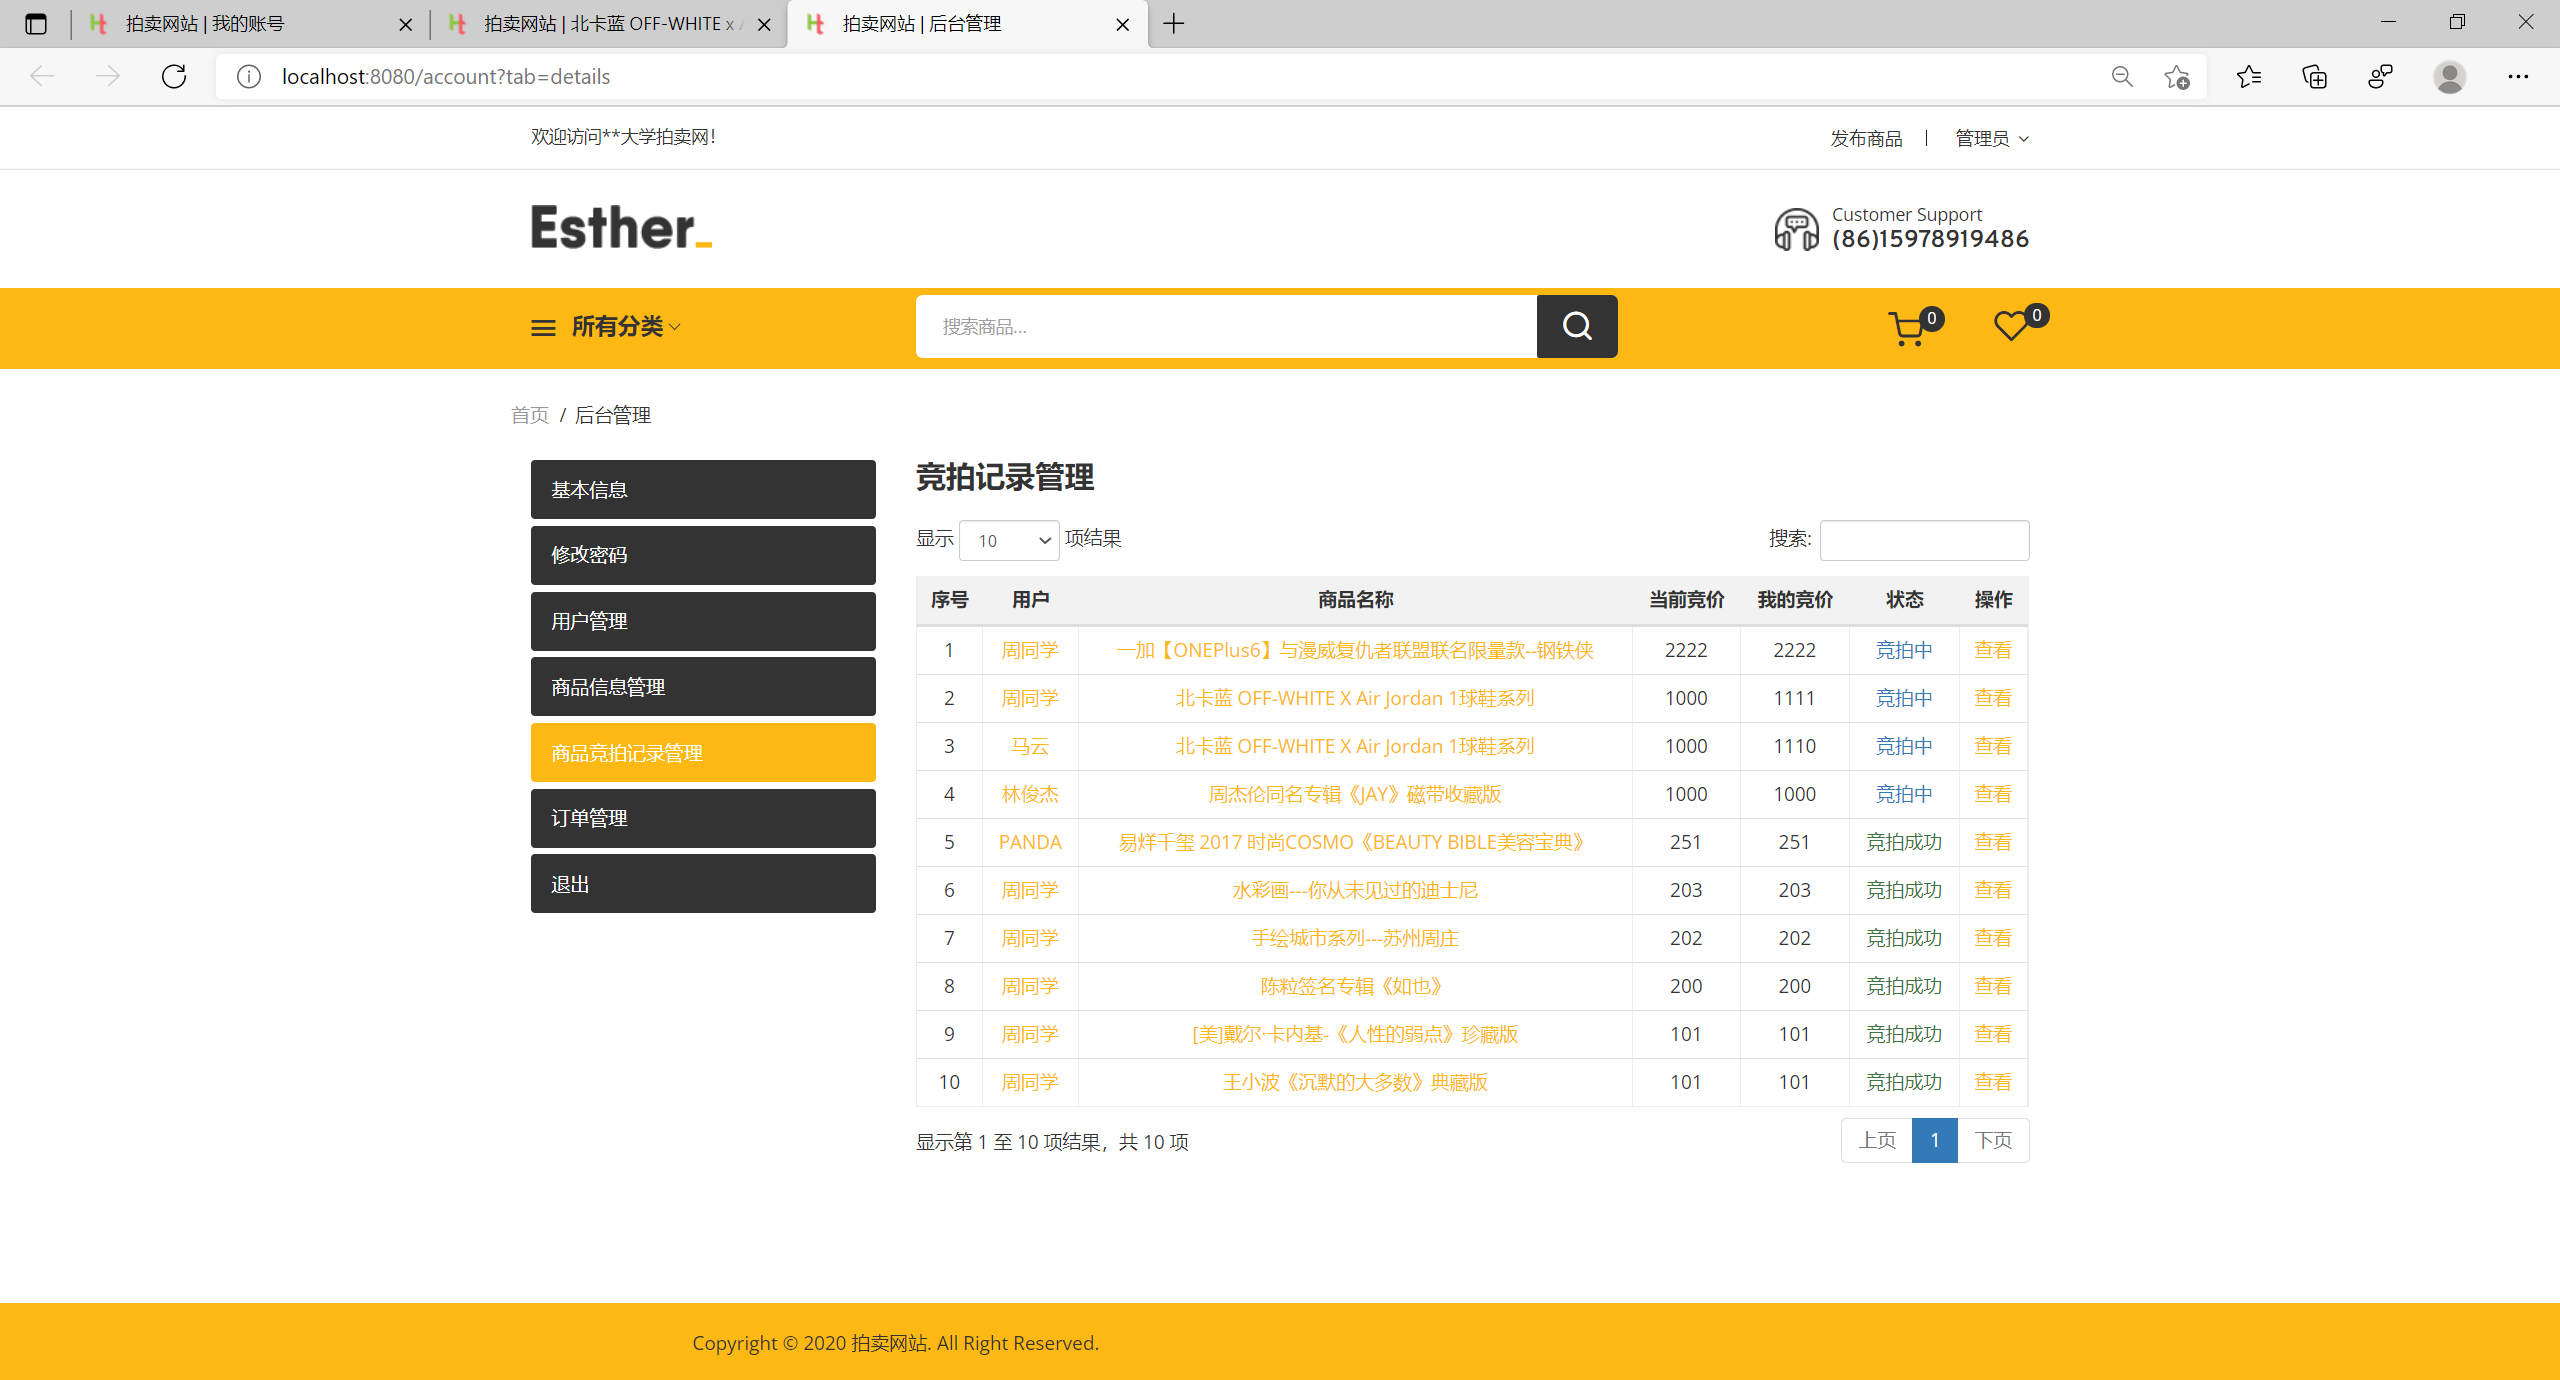 拍卖网站 | 我的账号
拍卖网站 | 北卡蓝 OFF-WHITE x
拍卖网站 | 后台管理
localhost:8080/account?tab=details
欢迎访问**大学拍卖网!
发布商品 | 管理员
Esther_
Customer Support
(86)15978919486
所有分类
搜索商品...
0
0
首页 / 后台管理
基本信息
修改密码
用户管理
商品信息管理
商品竞拍记录管理
订单管理
退出
竞拍记录管理
显示 10 项结果
搜索:
序号 用户 商品名称 当前竞价 我的竞价 状态 操作
1 周同学 一加【ONEPlus6】与漫威复仇者联盟联名限量款--钢铁侠 2222 2222 竞拍中 查看
2 周同学 北卡蓝 OFF-WHITE X Air Jordan 1球鞋系列 1000 1111 竞拍中 查看
3 马云 北卡蓝 OFF-WHITE X Air Jordan 1球鞋系列 1000 1110 竞拍中 查看
4 林俊杰 周杰伦同名专辑《JAY》磁带收藏版 1000 1000 竞拍中 查看
5 PANDA 易烊千玺 2017 时尚COSMO《BEAUTY BIBLE美容宝典》 251 251 竞拍成功 查看
6 周同学 水彩画---你从未见过的迪士尼 203 203 竞拍成功 查看
7 周同学 手绘城市系列---苏州周庄 202 202 竞拍成功 查看
8 周同学 陈粒签名专辑《如也》 200 200 竞拍成功 查看
9 周同学 [美]戴尔·卡内基-《人性的弱点》珍藏版 101 101 竞拍成功 查看
10 周同学 王小波《沉默的大多数》典藏版 101 101 竞拍成功 查看
显示第 1 至 10 项结果，共 10 项
上页 1 下页
Copyright © 2020 拍卖网站. All Right Reserved.